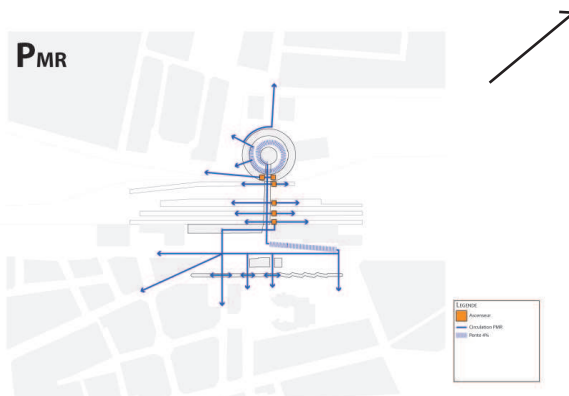 PMR
LEGENDE
Ascenseur
Circulation PMR
Pente 4%